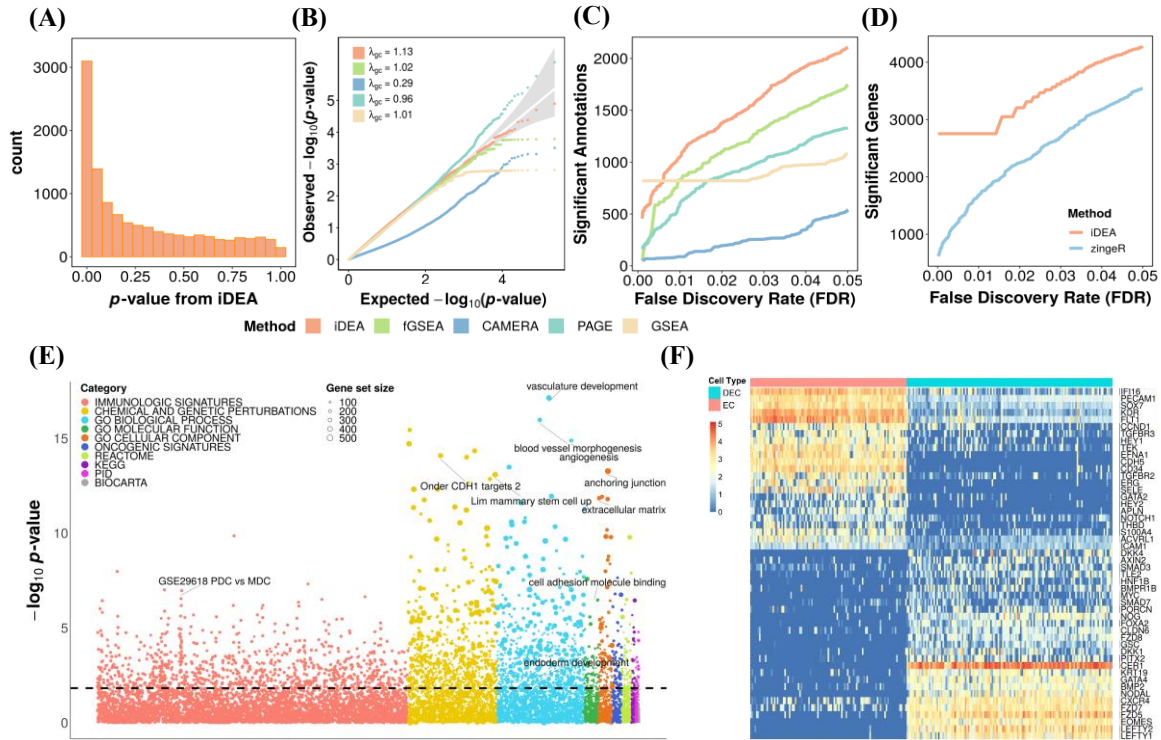 (A)
(B)
(C)
(D)
count
3000
2000
1000
0
0.00
0.25
0.50
0.75
1.00
p-value from iDEA
Observed −log10(p-value)
5
4
3
2
1
0
λgc = 1.13
λgc = 1.02
λgc = 0.29
λgc = 0.96
λgc = 1.01
0
2
4
Expected −log10(p-value)
Significant Annotations
2000
1500
1000
500
0
0.00
0.01
0.02
0.03
0.04
0.05
False Discovery Rate (FDR)
Significant Genes
4000
3000
2000
1000
Method
iDEA
zingeR
0.00
0.01
0.02
0.03
0.04
0.05
False Discovery Rate (FDR)
Method iDEA fGSEA CAMERA PAGE GSEA
(E)
(F)
Category
IMMUNOLOGIC SIGNATURES
CHEMICAL AND GENETIC PERTURBATIONS
GO BIOLOGICAL PROCESS
GO MOLECULAR FUNCTION
GO CELLULAR COMPONENT
ONCOGENIC SIGNATURES
REACTOME
KEGG
PID
BIOCARTA
Gene set size
100
200
300
400
500
−log10 p-value
15
10
5
0
vasculature development
blood vessel morphogenesis
angiogenesis
anchoring junction
Onder CDH1 targets 2
Lim mammary stem cell up
extracellular matrix
GSE29618 PDC vs MDC
cell adhesion molecule binding
endoderm development
Cell Type
DEC
EC
5
4
3
2
1
0
IFI16
PECAM1
SOX7
KDR
FLT1
CCND1
TGFBR3
HEY1
TEK
EFNA1
CDH5
CD34
TGFBR2
ERG
SELE
GATA2
HEY2
APLN
NOTCH1
THBD
S100A4
ACVRL1
ICAM1
DKK4
AXIN2
SMAD3
TLE2
HNF1B
BMPR1B
MYC
SMAD7
PORCN
NOG
FOXA2
CLDN6
FZD8
GSC
DKK1
PITX2
CER1
KRT19
GATA4
BMP2
NODAL
CXCR4
FZD7
FZD5
EOMES
LEFTY2
LEFTY1